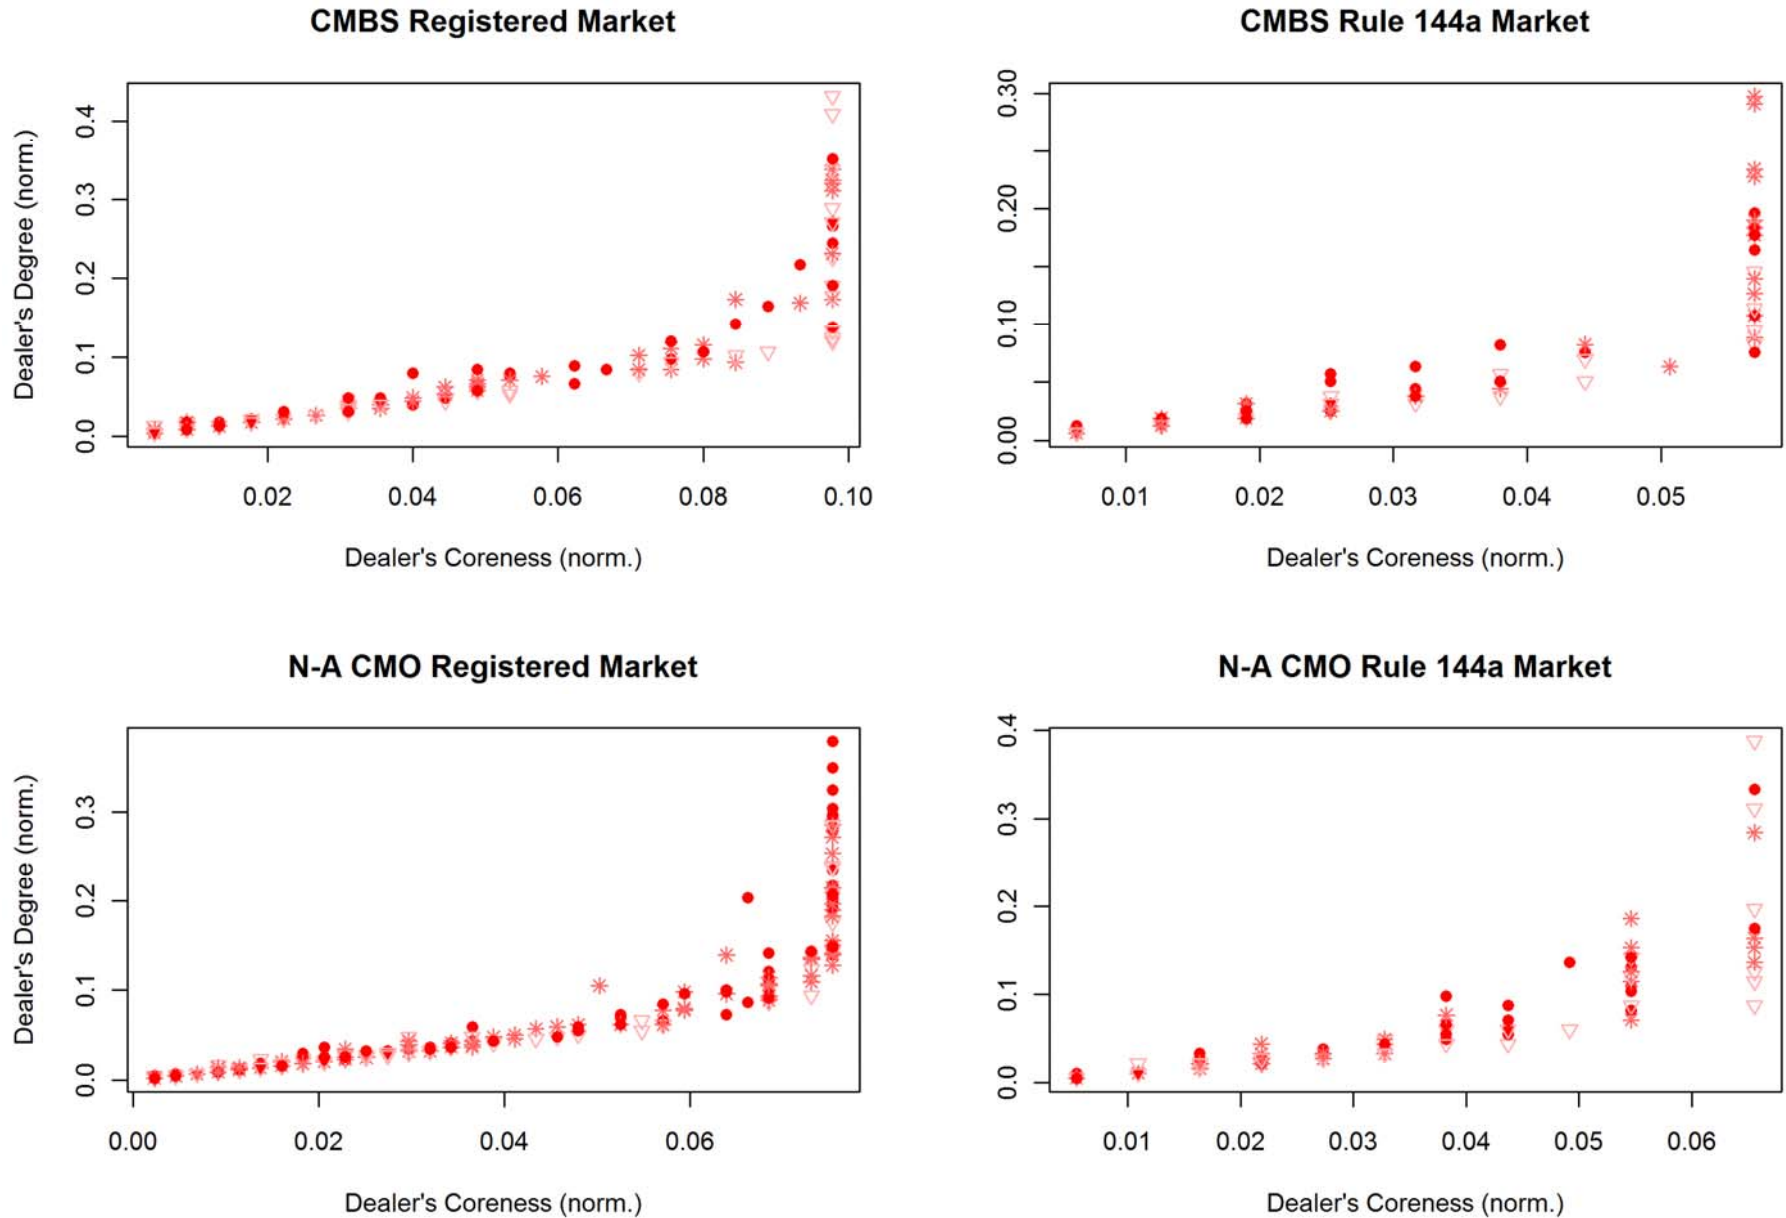 CMBS Registered Market
Dealer's Degree (norm.)
0.4
0.3
0.2
0.1
0.0
0.02 0.04 0.06 0.08 0.10
Dealer's Coreness (norm.)
CMBS Rule 144a Market
0.30
0.20
0.10
0.00
0.01 0.02 0.03 0.04 0.05
Dealer's Coreness (norm.)
N-A CMO Registered Market
Dealer's Degree (norm.)
0.3
0.2
0.1
0.0
0.00 0.02 0.04 0.06
Dealer's Coreness (norm.)
N-A CMO Rule 144a Market
0.4
0.3
0.2
0.1
0.0
0.01 0.02 0.03 0.04 0.05 0.06
Dealer's Coreness (norm.)